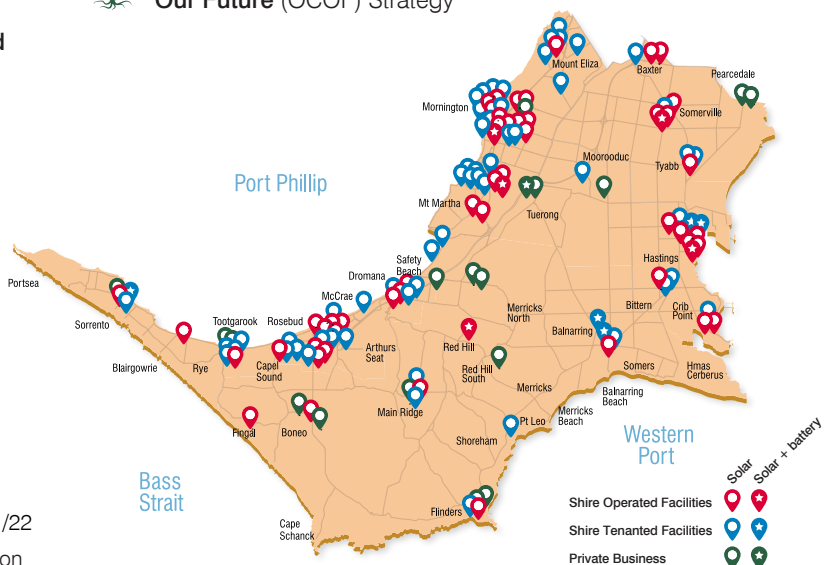 Our Future (OCOF) Strategy
d
Mount Eliza
Baxter
Pearcedale
Mornington
Somerville
Port Phillip
Moorooduc
Tyabb
Mt Martha
Tuerong
Safety
Beach
Hastings
Portsea
Dromana
McCrae
Bittern
Crib
Point
Sorrento
Tootgarook
Rosebud
Merricks
North
Balnarring
Arthurs
Seat
Red Hill
Blairgowrie
Rye
Capel
Sound
Red Hill
South
Somers
Hmas
Cerberus
Merricks
Balnarring
Beach
Main Ridge
Merricks
Beach
Pt Leo
Fingal
Boneo
Shoreham
Western
Port
Bass
Strait
Flinders
Cape
Schanck
Solar
Solar + battery
Shire Operated Facilities
Shire Tenanted Facilities
Private Business
/22
on